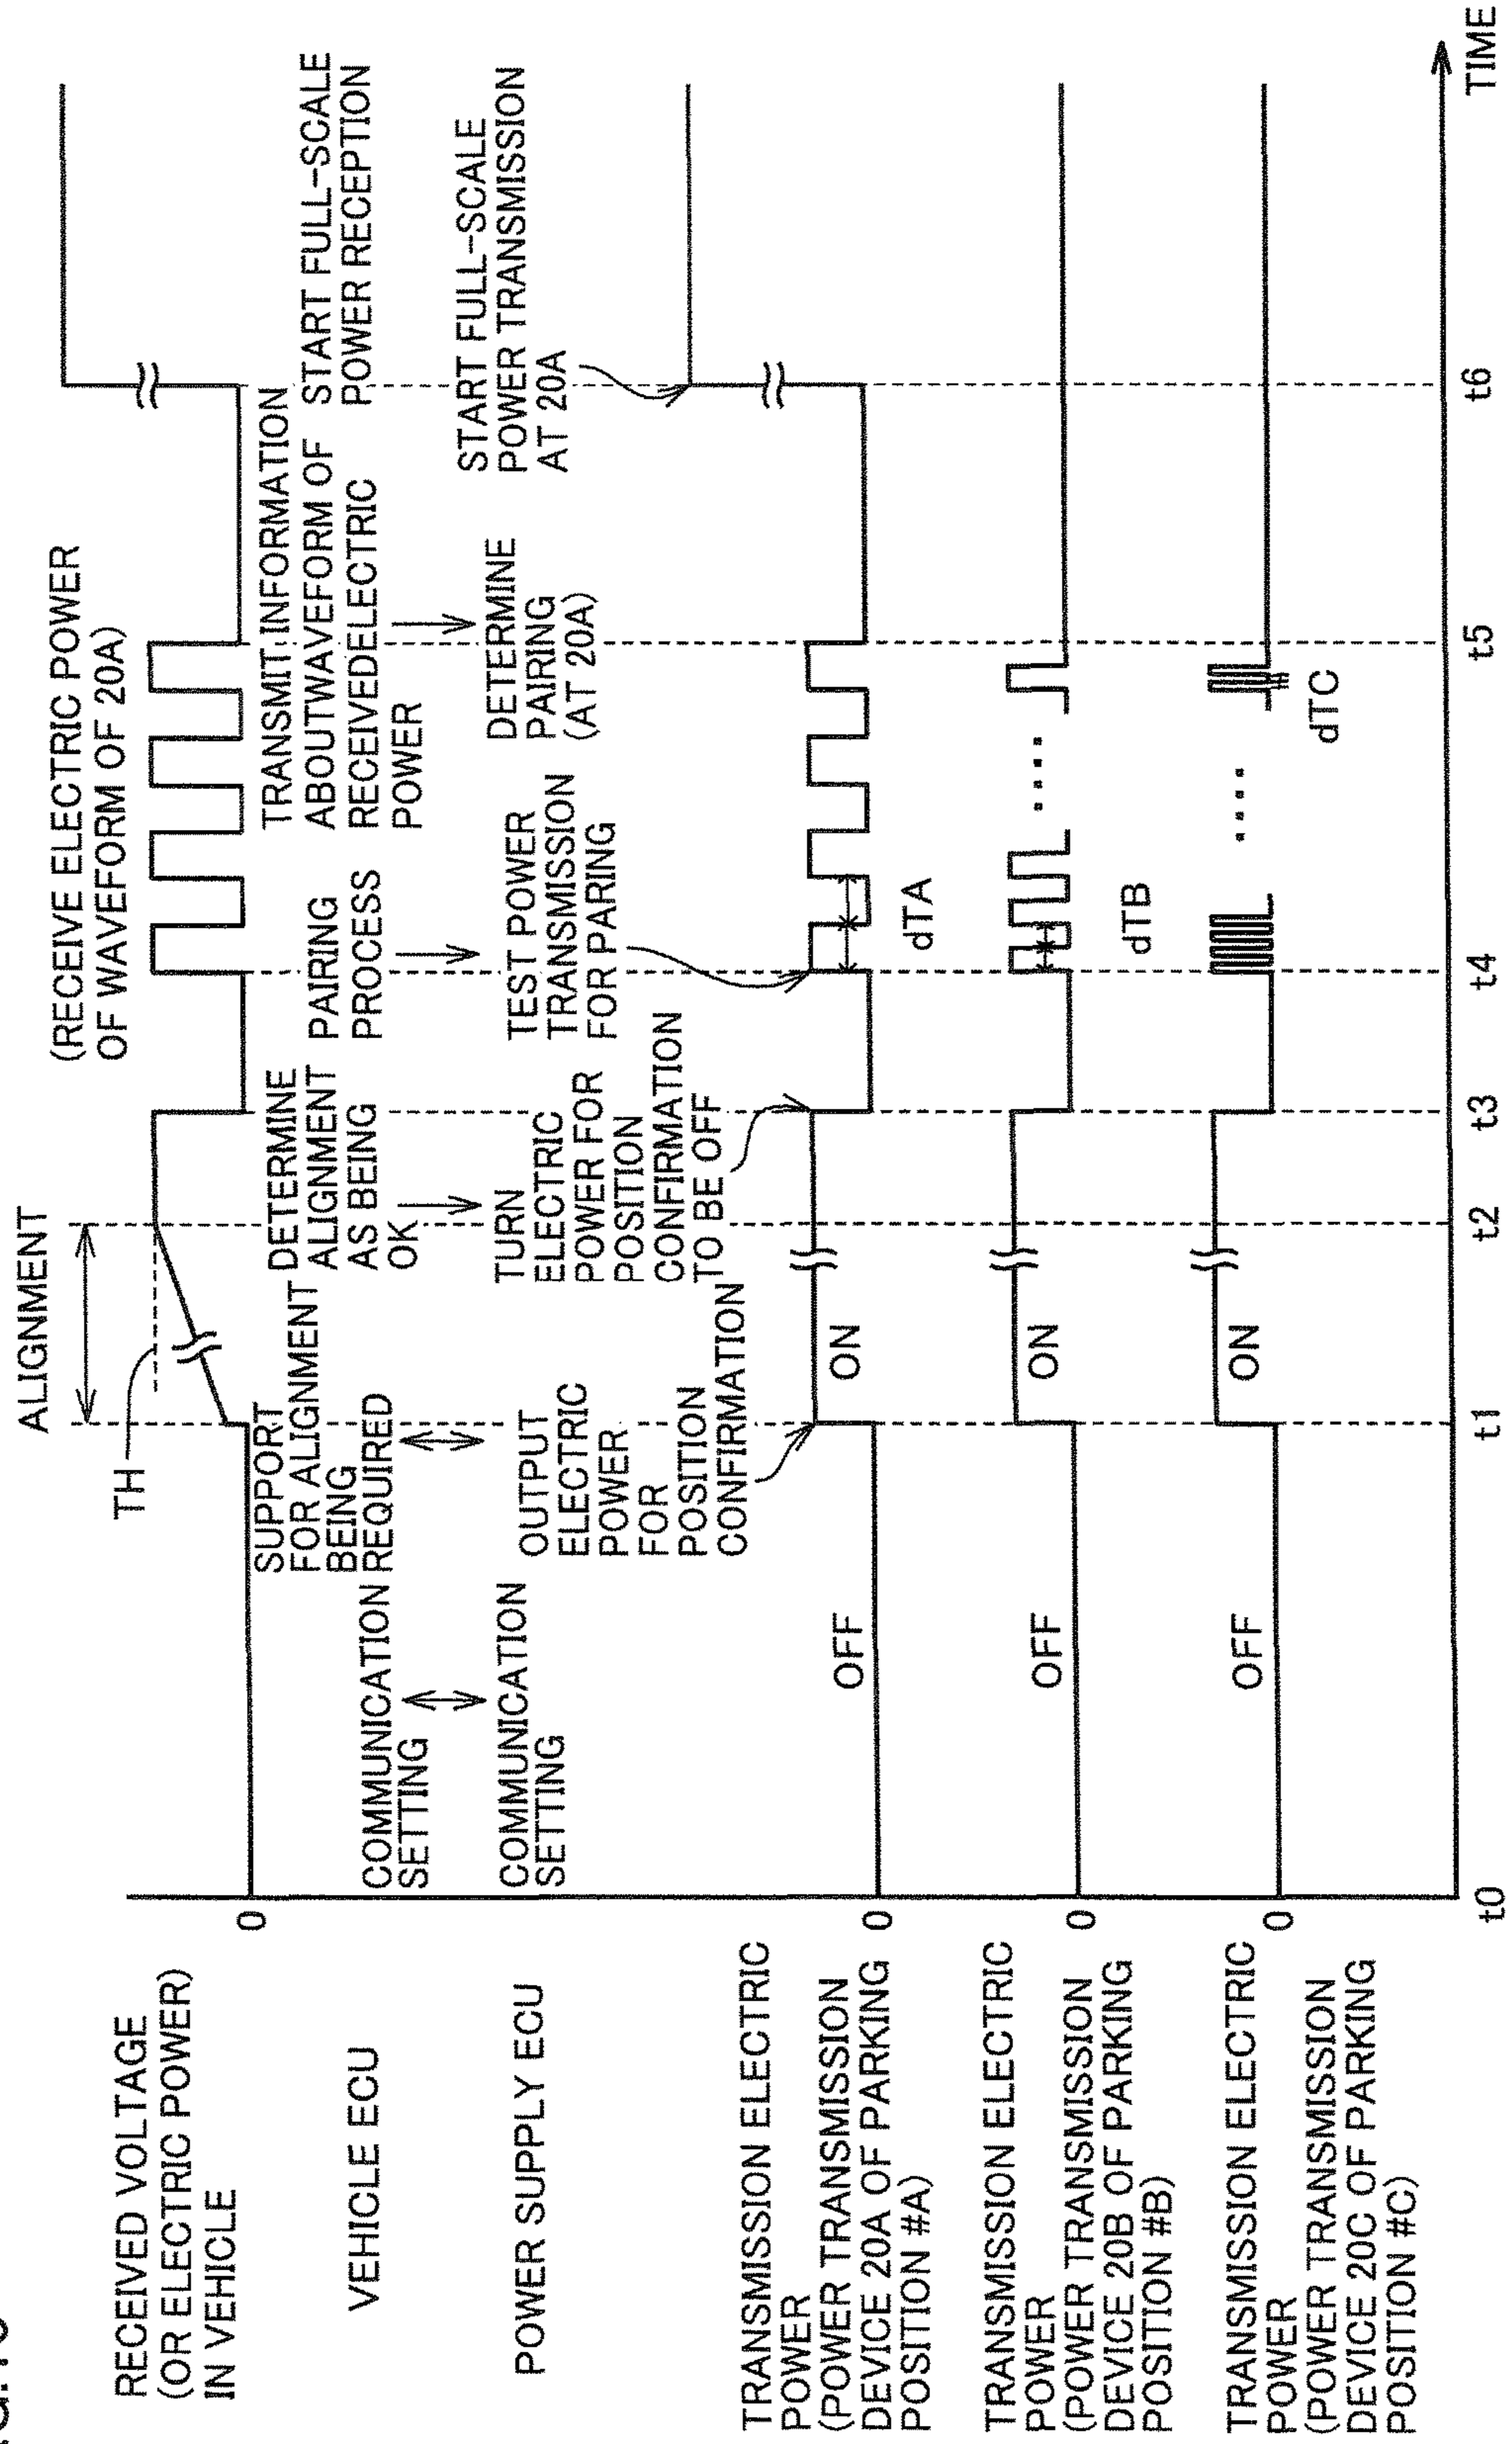 RECEIVED VOLTAGE
(OR ELECTRIC POWER)
IN VEHICLE
VEHICLE ECU
POWER SUPPLY ECU
TRANSMISSION ELECTRIC
POWER
(POWER TRANSMISSION
DEVICE 20A OF PARKING
POSITION #A)
TRANSMISSION ELECTRIC
POWER
(POWER TRANSMISSION
DEVICE 20B OF PARKING
POSITION #B)
TRANSMISSION ELECTRIC
POWER
(POWER TRANSMISSION
DEVICE 20C OF PARKING
POSITION #C)
0
0
0
0
ALIGNMENT
TH
(RECEIVE ELECTRIC POWER
OF WAVEFORM OF 20A)
COMMUNICATION
SETTING
COMMUNICATION
SETTING
SUPPORT
FOR ALIGNMENT
BEING
REQUIRED
OUTPUT
ELECTRIC
POWER
FOR
POSITION
CONFIRMATION
DETERMINE
ALIGNMENT
AS BEING
OK
TURN
ELECTRIC
POWER FOR
POSITION
CONFIRMATION
TO BE OFF
PAIRING
PROCESS
TEST POWER
TRANSMISSION
FOR PARING
TRANSMIT INFORMATION
ABOUTWAVEFORM OF
RECEIVEDELECTRIC
POWER
DETERMINE
PAIRING
(AT 20A)
START FULL-SCALE
POWER RECEPTION
START FULL-SCALE
POWER TRANSMISSION
AT 20A
OFF
ON
dTA
OFF
ON
dTB
OFF
ON
dTC
t0
t1
t2
t3
t4
t5
t6
TIME